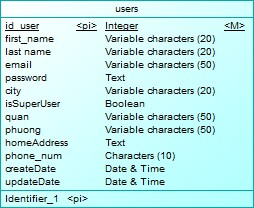 users
id_user <pi> Integer <M>
first_name Variable characters (20)
last name Variable characters (20)
email Variable characters (50)
password Text
city Variable characters (20)
isSuperUser Boolean
quan Variable characters (50)
phuong Variable characters (50)
homeAddress Text
phone_num Characters (10)
createDate Date & Time
updateDate Date & Time
Identifier_1 <pi>